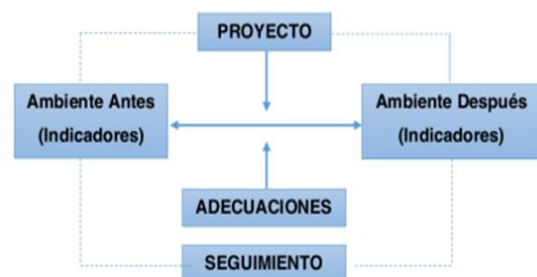 PROYECTO
Ambiente Antes
(Indicadores)
Ambiente Después
(Indicadores)
ADECUACIONES
SEGUIMIENTO